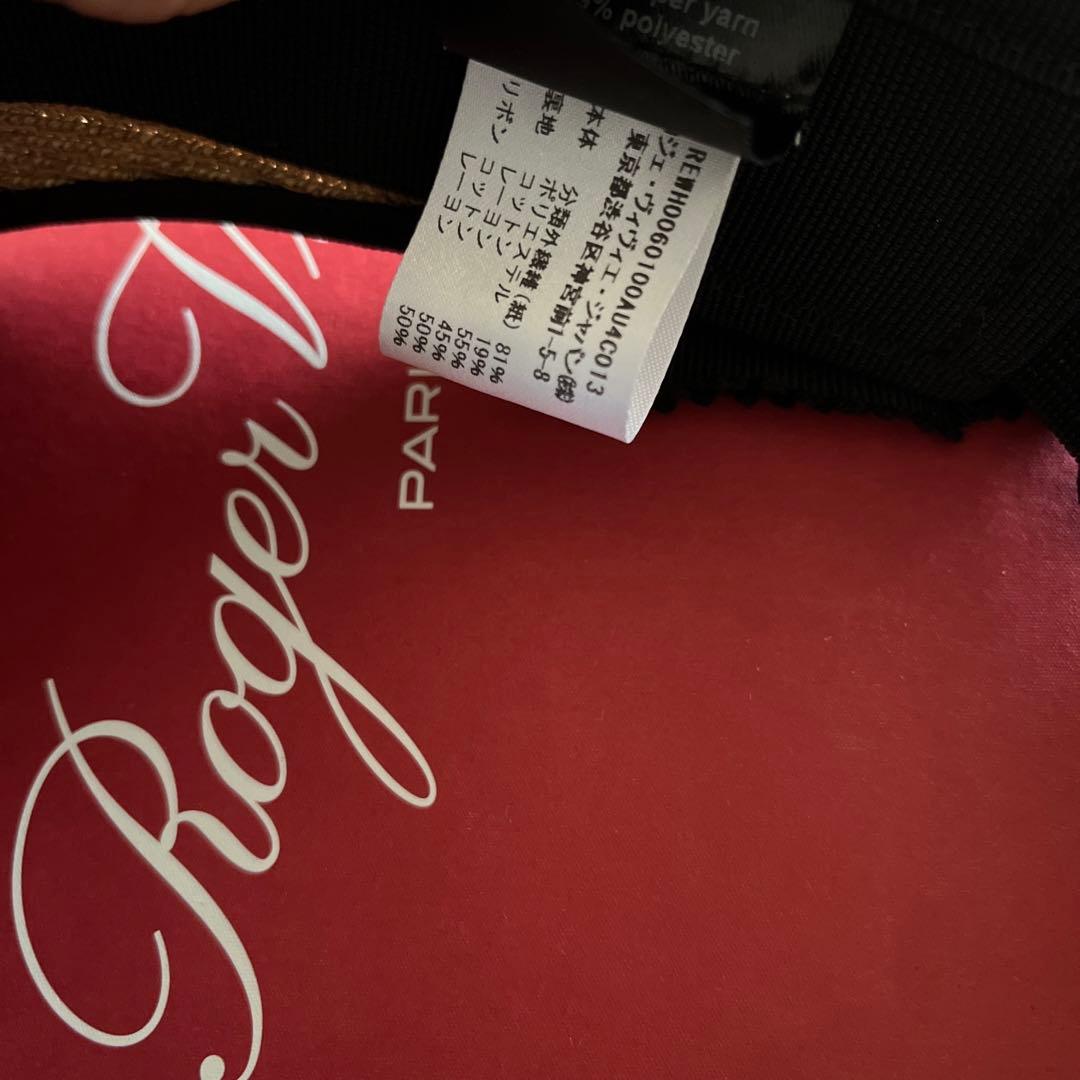 yarn
% polyester
REWH0060100AU4C013
ジェ・ヴィヴィエ・ジャパン(株)
東京都渋谷区神宮前1-5-8
本体 分類外繊維(紙) 81%
ポリエステル 19%
裏地 コットン 55%
レーヨン 45%
リボン コットン 50%
レーヨン 50%
Roger
PAR